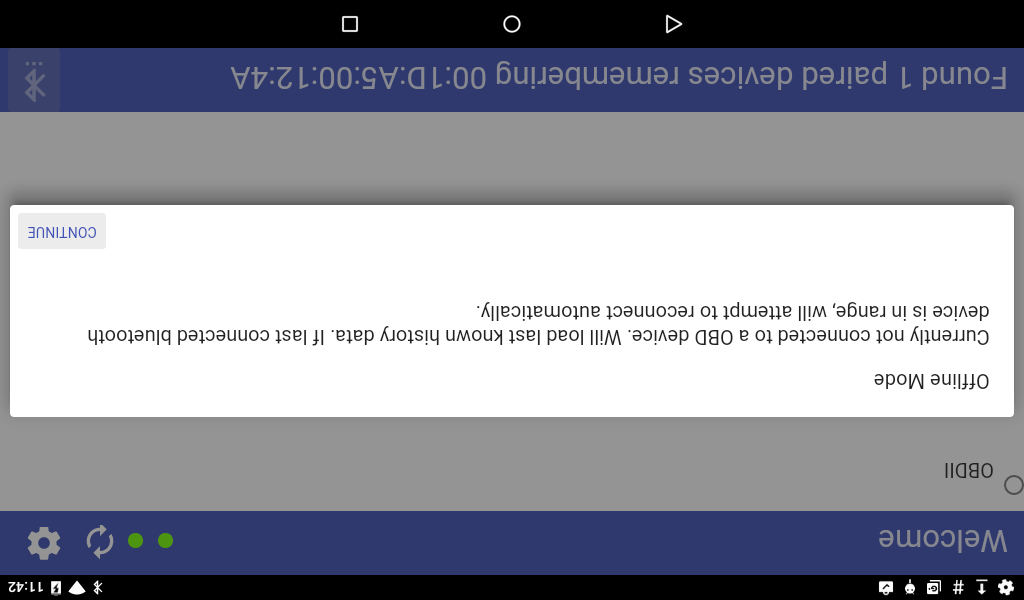 11:42
Welcome
OBDII
Offline Mode
Currently not connected to a OBD device. Will load last known history data. If last connected bluetooth
device is in range, will attempt to reconnect automatically.
CONTINUE
Found 1 paired devices remembering 00:1D:A5:00:12:4A